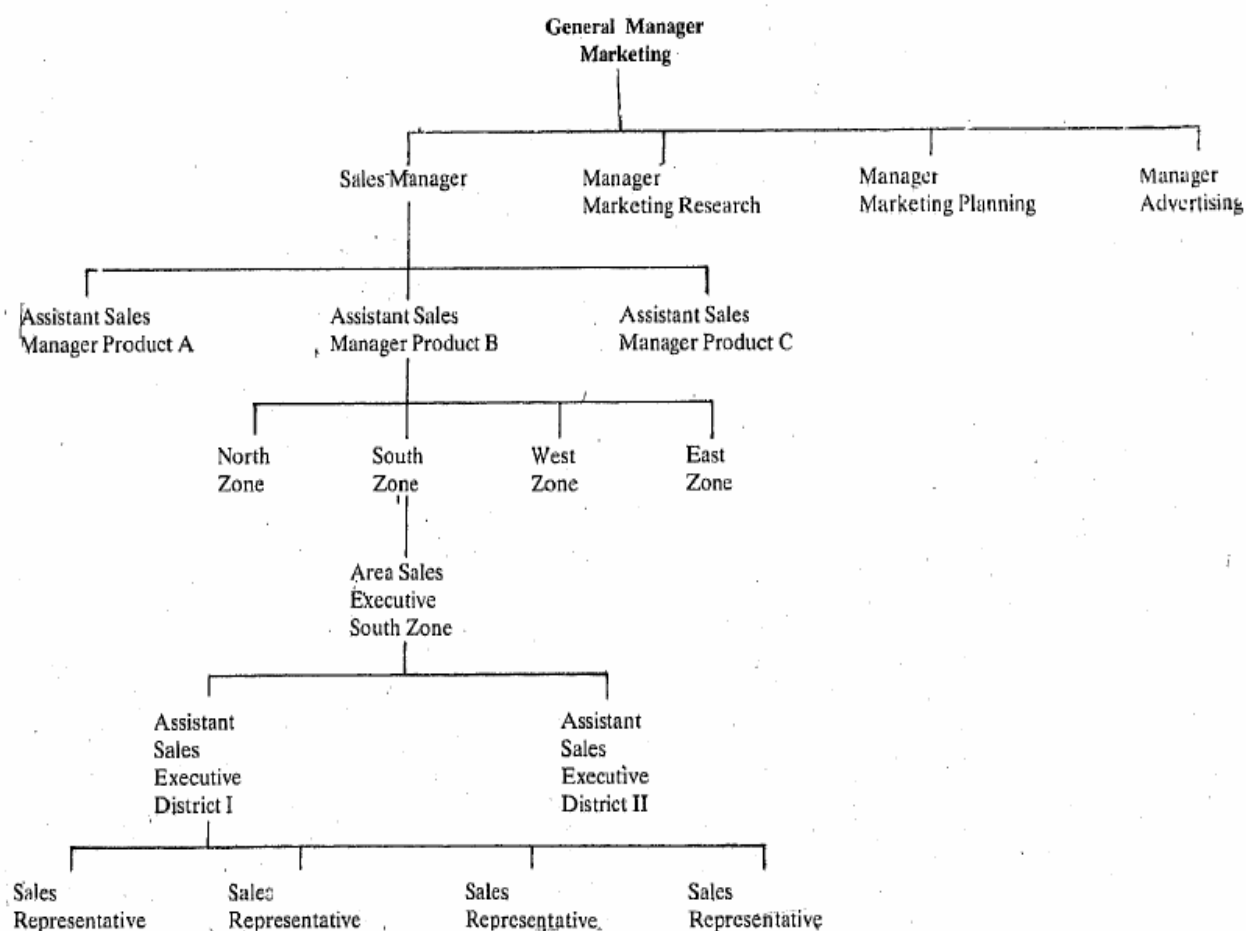 General Manager
Marketing
Sales Manager
Manager
Marketing Research
Manager
Marketing Planning
Manager
Advertising
Assistant Sales
Manager Product A
Assistant Sales
Manager Product B
Assistant Sales
Manager Product C
North
Zone
South
Zone
West
Zone
East
Zone
Area Sales
Executive
South Zone
Assistant
Sales
Executive
District I
Assistant
Sales
Executive
District II
Sales
Representative
Sales
Representative
Sales
Representative
Sales
Representative